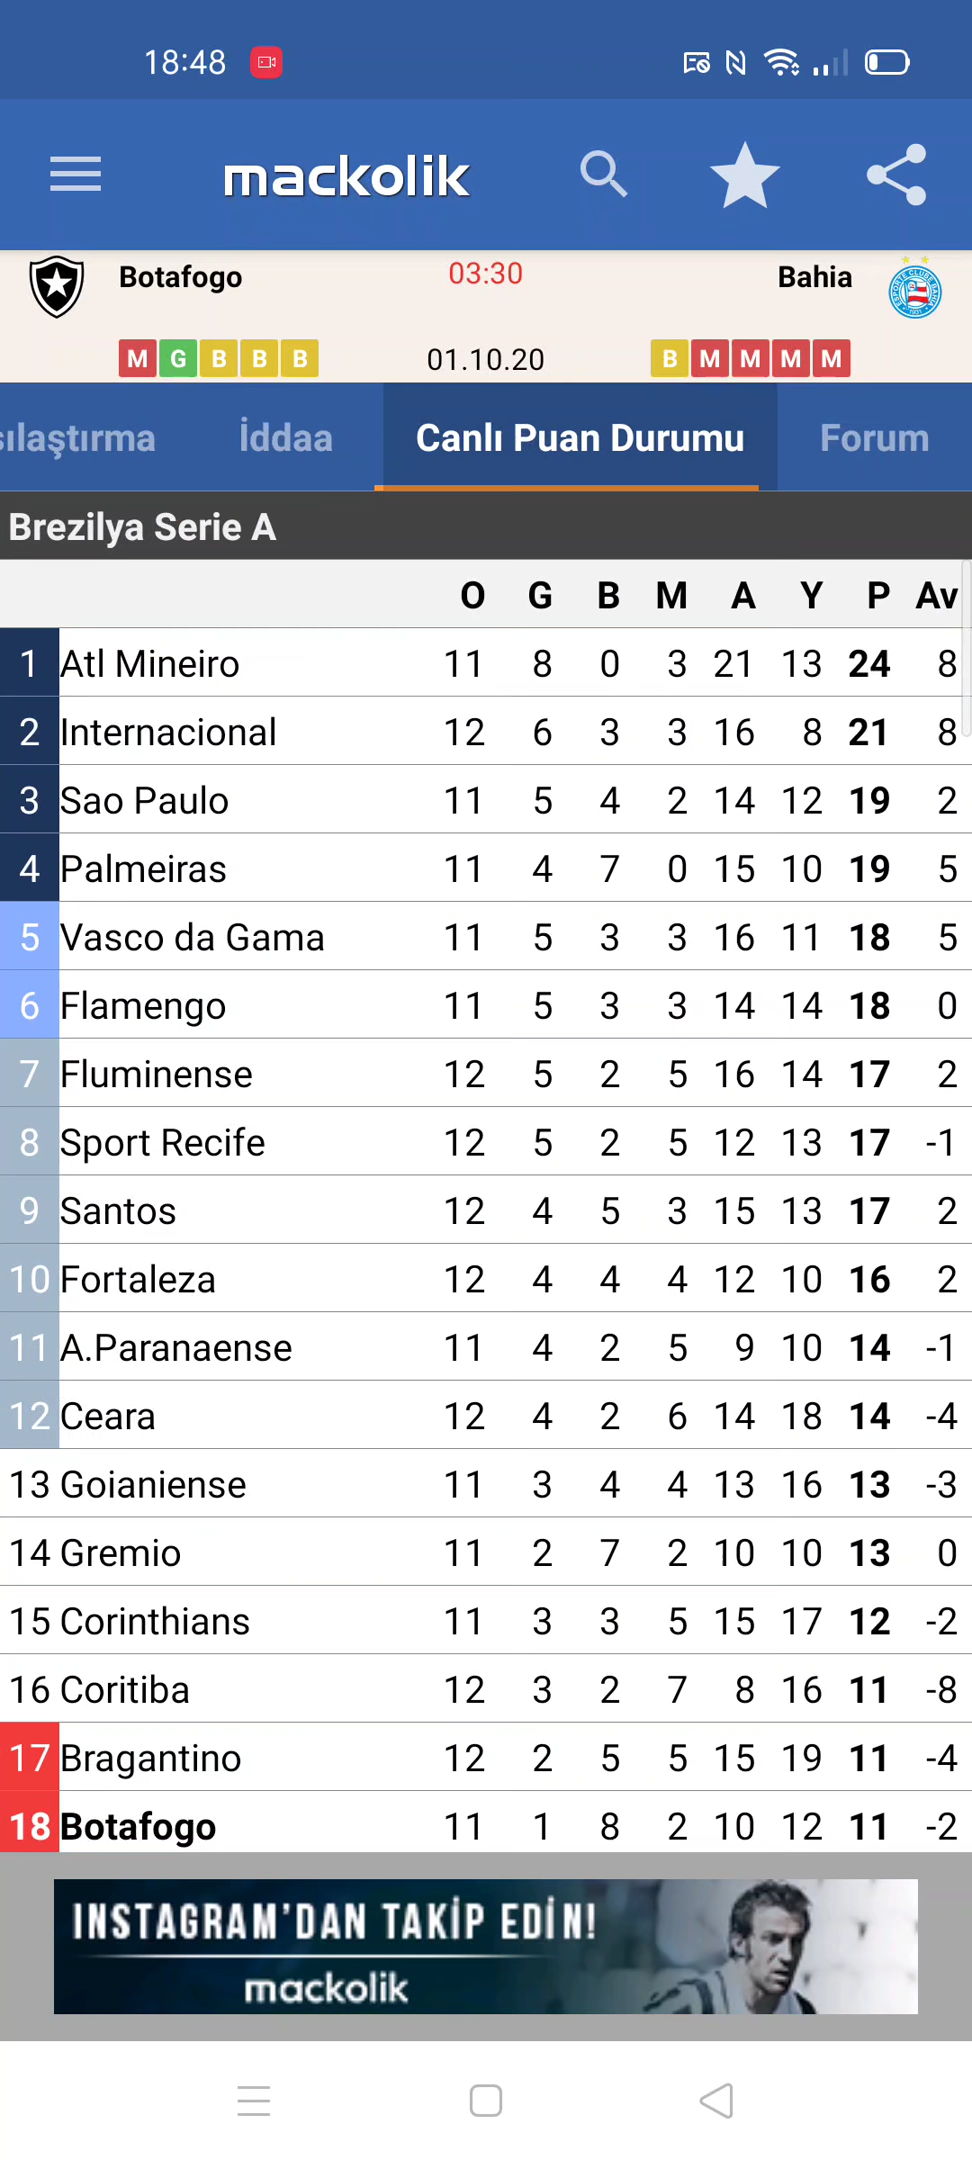 18:48
mackolik
Botafogo 03:30 Bahia
M G B B B 01.10.20 B M M M M
sılaştırma İddaa Canlı Puan Durumu Forum
Brezilya Serie A
O G B M A Y P Av
1 Atl Mineiro 11 8 0 3 21 13 24 8
2 Internacional 12 6 3 3 16 8 21 8
3 Sao Paulo 11 5 4 2 14 12 19 2
4 Palmeiras 11 4 7 0 15 10 19 5
5 Vasco da Gama 11 5 3 3 16 11 18 5
6 Flamengo 11 5 3 3 14 14 18 0
7 Fluminense 12 5 2 5 16 14 17 2
8 Sport Recife 12 5 2 5 12 13 17 -1
9 Santos 12 4 5 3 15 13 17 2
10 Fortaleza 12 4 4 4 12 10 16 2
11 A.Paranaense 11 4 2 5 9 10 14 -1
12 Ceara 12 4 2 6 14 18 14 -4
13 Goianiense 11 3 4 4 13 16 13 -3
14 Gremio 11 2 7 2 10 10 13 0
15 Corinthians 11 3 3 5 15 17 12 -2
16 Coritiba 12 3 2 7 8 16 11 -8
17 Bragantino 12 2 5 5 15 19 11 -4
18 Botafogo 11 1 8 2 10 12 11 -2
INSTAGRAM'DAN TAKİP EDİN!
mackolik